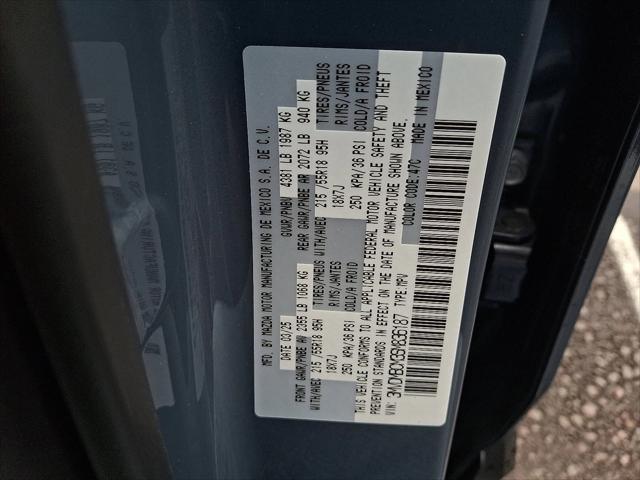 MFD. BY MAZDA MOTOR MANUFACTURING DE MEXICO S.A. DE C.V.
DATE 03/25 GVWR/PNBV 4381 LB 1987 KG
FRONT GAWR/PNBE AV 2355 LB 1068 KG REAR GAWR/PNBE AR 2072 LB 940 KG
WITH/AVEC TIRES/PNEUS WITH/AVEC TIRES/PNEUS
215 /55R18 95H 215 /55R18 95H
18X7J RIMS/JANTES 18X7J RIMS/JANTES
250 KPA/36 PSI COLD/A FROID 250 KPA/36 PSI COLD/A FROID
THIS VEHICLE CONFORMS TO ALL APPLICABLE FEDERAL MOTOR VEHICLE SAFETY AND THEFT
PREVENTION STANDARDS IN EFFECT ON THE DATE OF MANUFACTURE SHOWN ABOVE.
VIN: TYPE:MPV COLOR CODE:47C MADE IN MEXICO